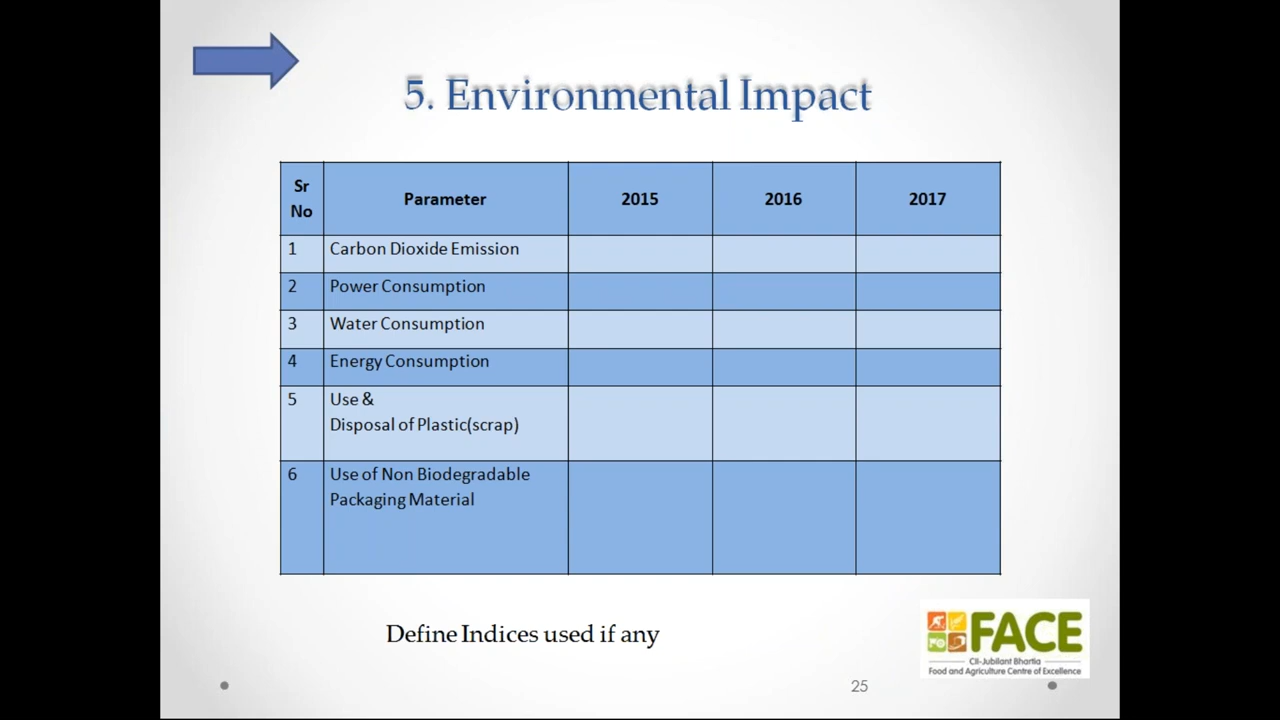 5. Environmental Impact
Sr No Parameter 2015 2016 2017
1 Carbon Dioxide Emission
2 Power Consumption
3 Water Consumption
4 Energy Consumption
5 Use &
Disposal of Plastic(scrap)
6 Use of Non Biodegradable
Packaging Material
Define Indices used if any
FACE
CII-Jubilant Bhartia
Food and Agriculture Centre of Excellence
25